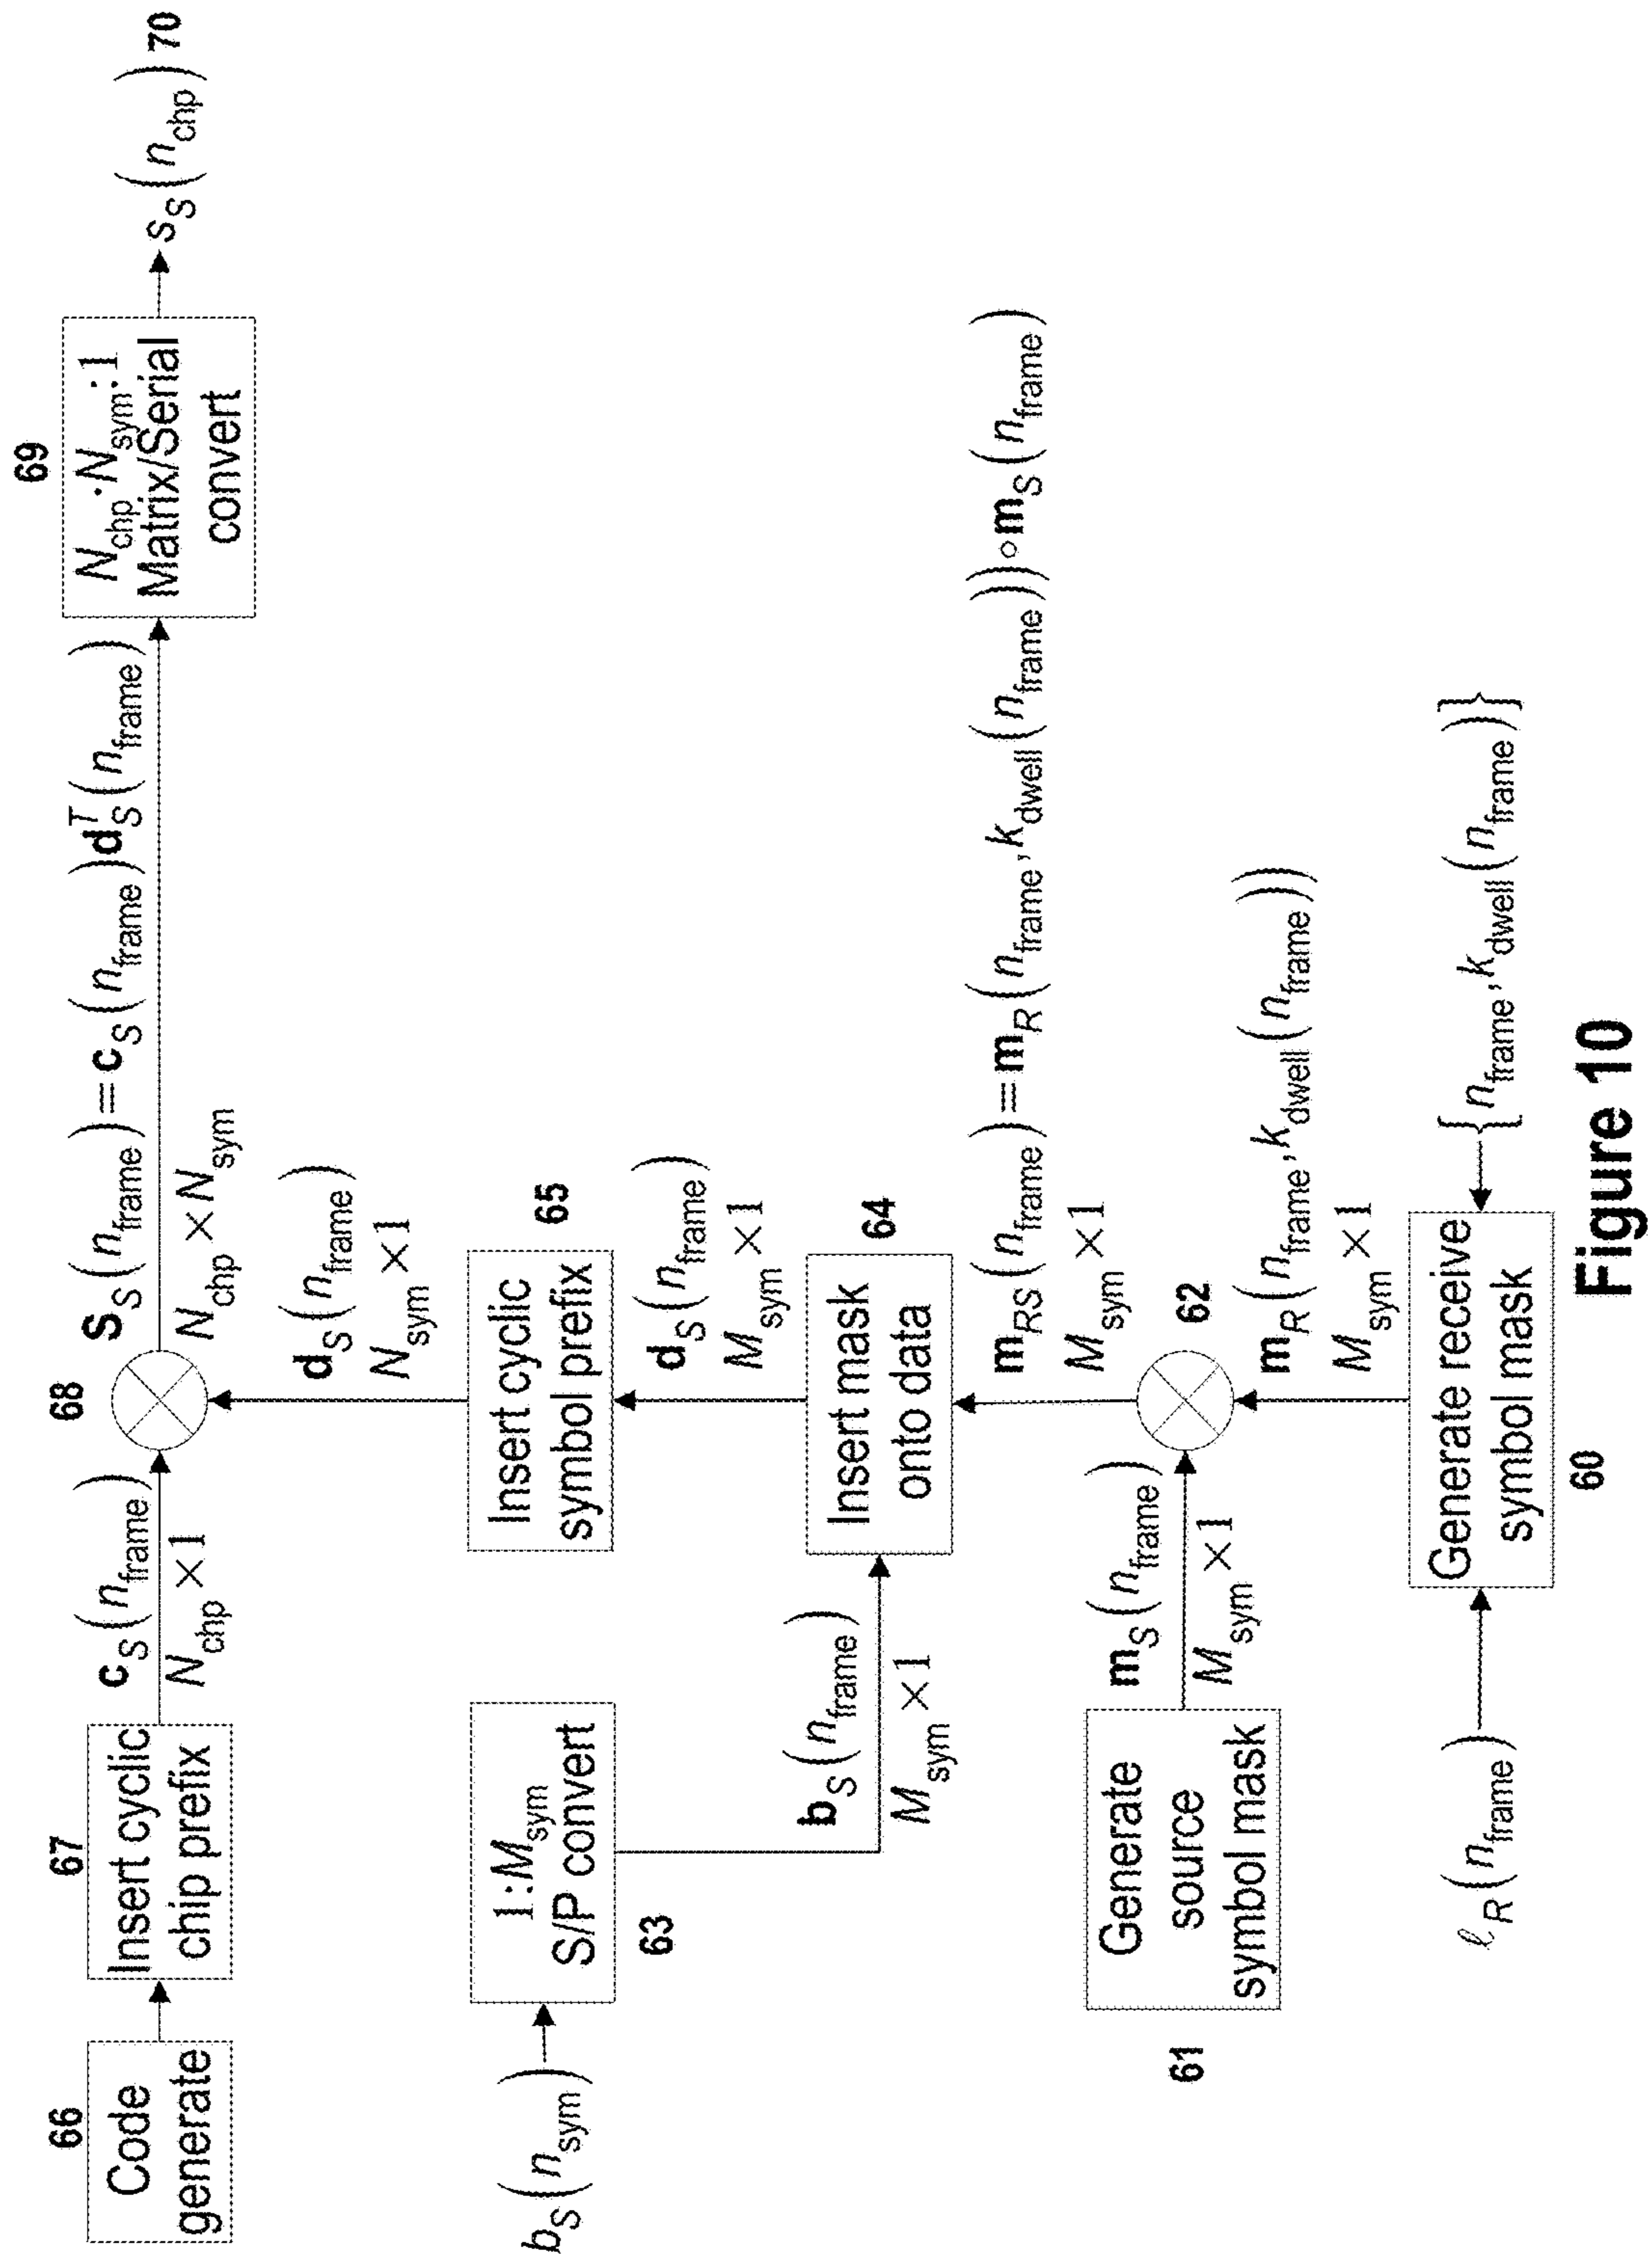 66
Code
generate
67
Insert cyclic
chip prefix
c_S(n_frame)
N_chp×1
68
S_S(n_frame)=c_S(n_frame)d_S^T(n_frame)
N_chp×N_sym
69
N_chp·N_sym:1
Matrix/Serial
convert
s_S(n_chp) 70
d_S(n_frame)
N_sym×1
b_S(n_sym)
1:M_sym
S/P convert
63
Insert cyclic
symbol prefix
65
d_S(n_frame)
M_sym×1
b_S(n_frame)
M_sym×1
Insert mask
onto data
64
m_RS(n_frame)=m_R(n_frame,k_dwell(n_frame))∘m_S(n_frame)
M_sym×1
61
Generate
source
symbol mask
m_S(n_frame)
M_sym×1
62
m_R(n_frame,k_dwell(n_frame))
M_sym×1
ℓ_R(n_frame)
Generate receive
symbol mask
60
{n_frame,k_dwell(n_frame)}
Figure 10